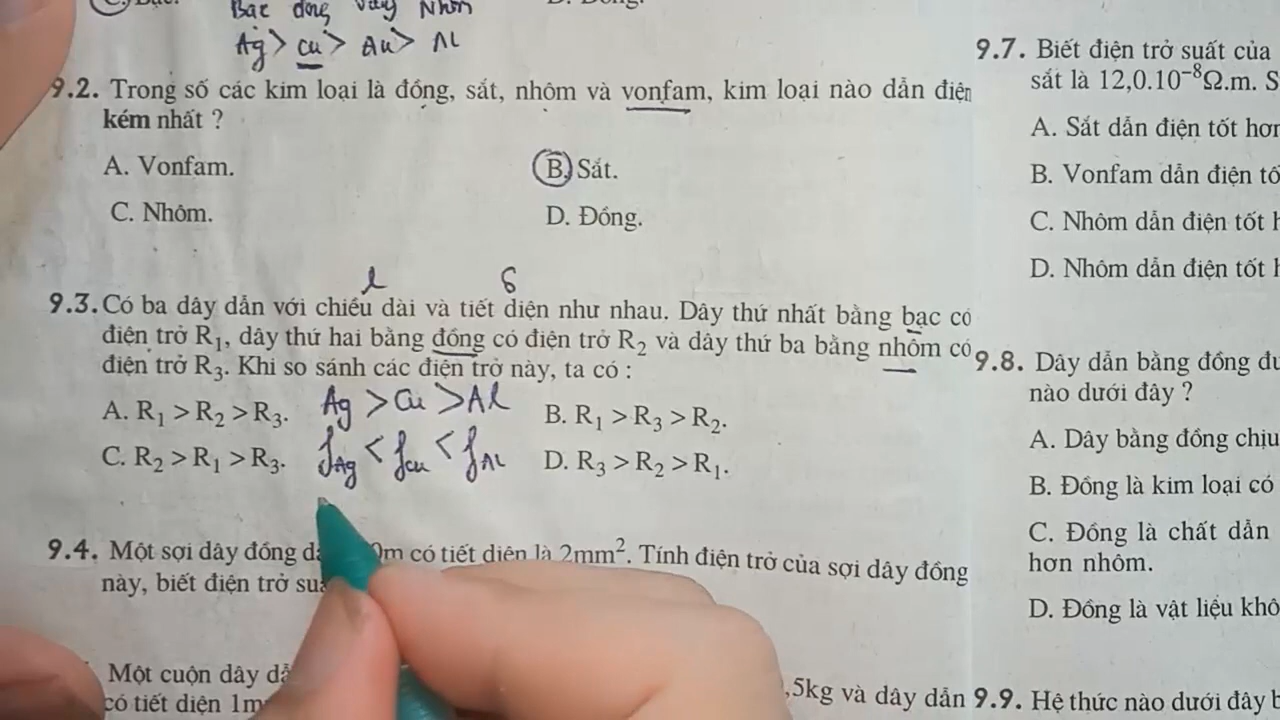 Bạc đồng vàng Nhôm
Ag > Cu > Au > Al
9.2. Trong số các kim loại là đồng, sắt, nhôm và vonfam, kim loại nào dẫn điện
kém nhất ?
A. Vonfam.
B. Sắt.
C. Nhôm.
D. Đồng.
l S
9.3. Có ba dây dẫn với chiều dài và tiết diện như nhau. Dây thứ nhất bằng bạc có
điện trở R₁, dây thứ hai bằng đồng có điện trở R₂ và dây thứ ba bằng nhôm có
điện trở R₃. Khi so sánh các điện trở này, ta có :
A. R₁ > R₂ > R₃.
Ag > Cu > Al
B. R₁ > R₃ > R₂.
C. R₂ > R₁ > R₃.
ρAg < ρCu < ρAl
D. R₃ > R₂ > R₁.
9.4. Một sợi dây đồng có tiết diện là 2mm². Tính điện trở của sợi dây đồng
này, biết điện trở
Một cuộn dây
có tiết diện
,5kg và dây dẫn
9.7. Biết điện trở suất của
sắt là 12,0.10⁻⁸Ω.m. S
A. Sắt dẫn điện tốt
B. Vonfam dẫn điện
C. Nhôm dẫn điện tốt
D. Nhôm dẫn điện tốt
9.8. Dây dẫn bằng đồng
nào dưới đây ?
A. Dây bằng đồng
B. Đồng là kim loại có
C. Đồng là chất dẫn
hơn nhôm.
D. Đồng là vật liệu
9.9. Hệ thức nào dưới đây